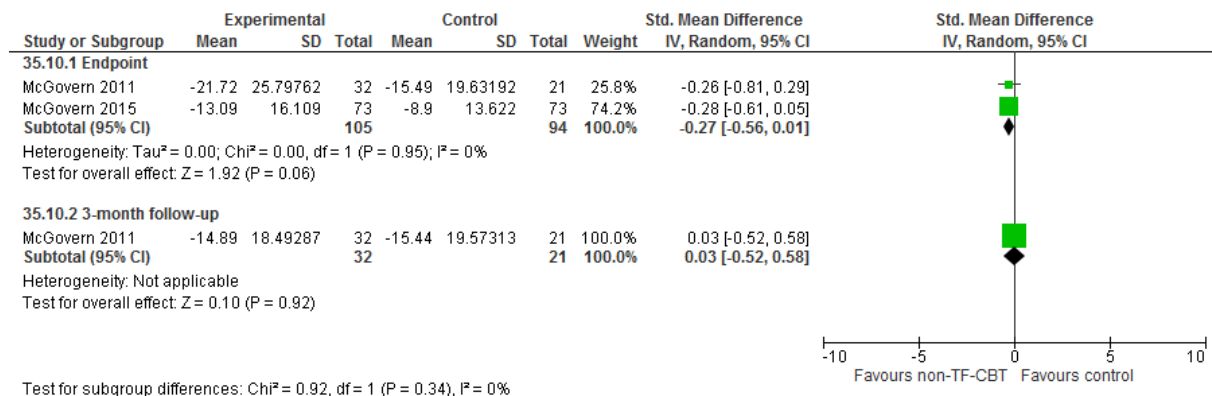 Experimental Control Std. Mean Difference Std. Mean Difference
Study or Subgroup Mean SD Total Mean SD Total Weight IV, Random, 95% CI IV, Random, 95% CI
35.10.1 Endpoint
McGovern 2011 -21.72 25.79762 32 -15.49 19.63192 21 25.8% -0.26 [-0.81, 0.29]
McGovern 2015 -13.09 16.109 73 -8.9 13.622 73 74.2% -0.28 [-0.61, 0.05]
Subtotal (95% CI) 105 94 100.0% -0.27 [-0.56, 0.01]
Heterogeneity: Tau² = 0.00; Chi² = 0.00, df = 1 (P = 0.95); I² = 0%
Test for overall effect: Z = 1.92 (P = 0.06)
35.10.2 3-month follow-up
McGovern 2011 -14.89 18.49287 32 -15.44 19.57313 21 100.0% 0.03 [-0.52, 0.58]
Subtotal (95% CI) 32 21 100.0% 0.03 [-0.52, 0.58]
Heterogeneity: Not applicable
Test for overall effect: Z = 0.10 (P = 0.92)
-10 -5 0 5 10
Favours non-TF-CBT Favours control
Test for subgroup differences: Chi² = 0.92, df = 1 (P = 0.34), I² = 0%